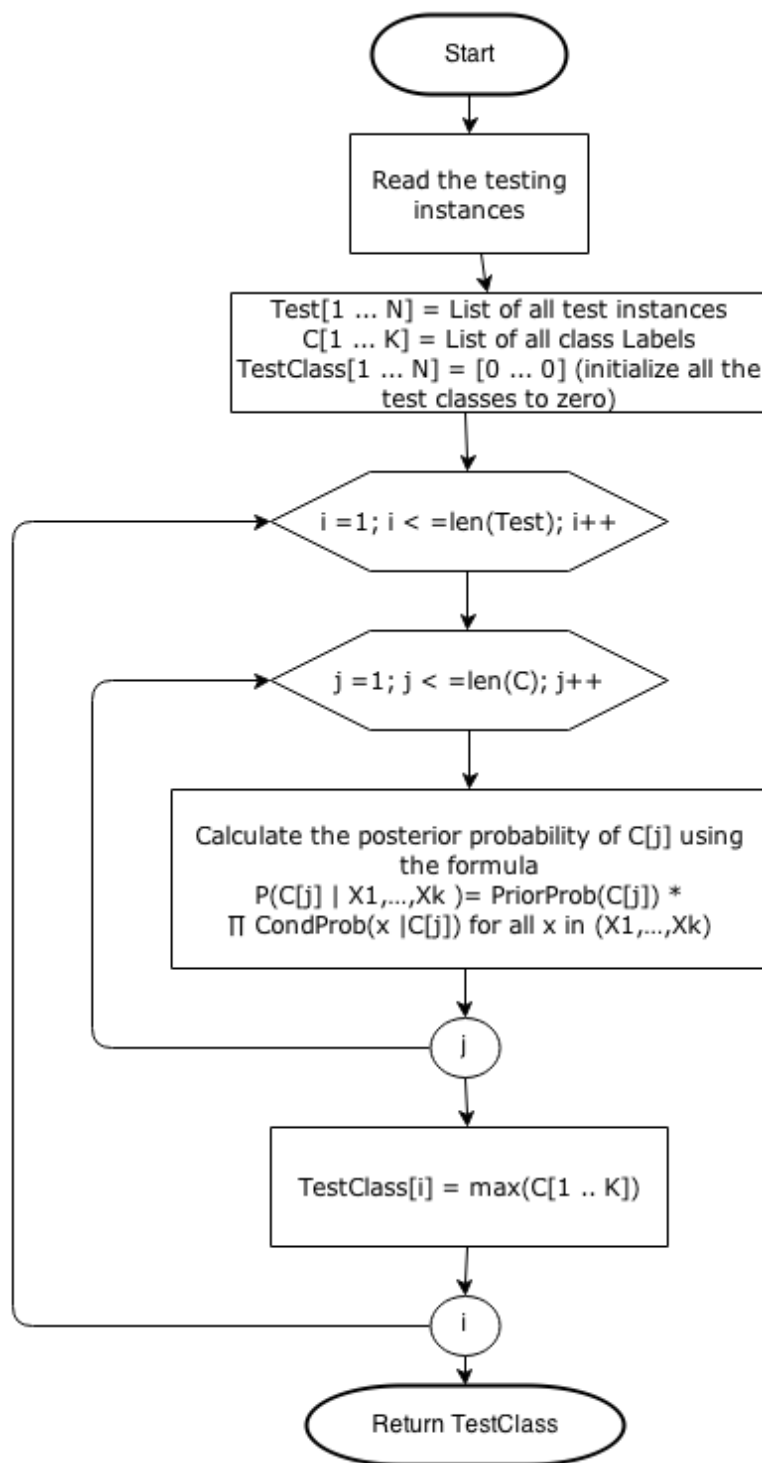 Start
Read the testing
instances
Test[1 ... N] = List of all test instances
C[1 ... K] = List of all class Labels
TestClass[1 ... N] = [0 ... 0] (initialize all the
test classes to zero)
i =1; i < =len(Test); i++
j =1; j < =len(C); j++
Calculate the posterior probability of C[j] using
the formula
P(C[j] | X1,...,Xk )= PriorProb(C[j]) *
∏ CondProb(x |C[j]) for all x in (X1,...,Xk)
j
TestClass[i] = max(C[1 .. K])
i
Return TestClass